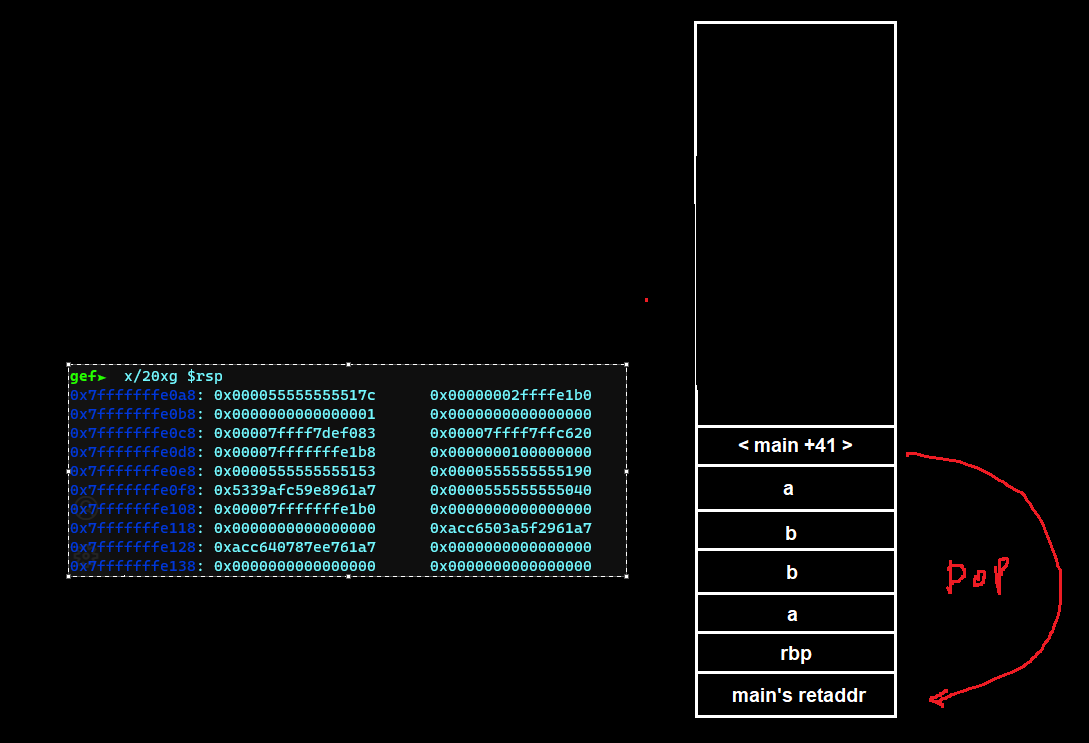 gef➤  x/20xg $rsp
0x7fffffffe0a8: 0x000055555555517c 0x00000002ffffe1b0
0x7fffffffe0b8: 0x0000000000000001 0x0000000000000000
0x7fffffffe0c8: 0x00007ffff7def083 0x00007ffff7ffc620
0x7fffffffe0d8: 0x00007fffffffe1b8 0x0000000100000000
0x7fffffffe0e8: 0x0000555555555153 0x0000555555555190
0x7fffffffe0f8: 0x5339afc59e8961a7 0x0000555555555040
0x7fffffffe108: 0x00007fffffffe1b0 0x0000000000000000
0x7fffffffe118: 0x0000000000000000 0xacc6503a5f2961a7
0x7fffffffe128: 0xacc640787ee761a7 0x0000000000000000
0x7fffffffe138: 0x0000000000000000 0x0000000000000000
< main +41 >
a
b
b
a
rbp
main's retaddr
pop